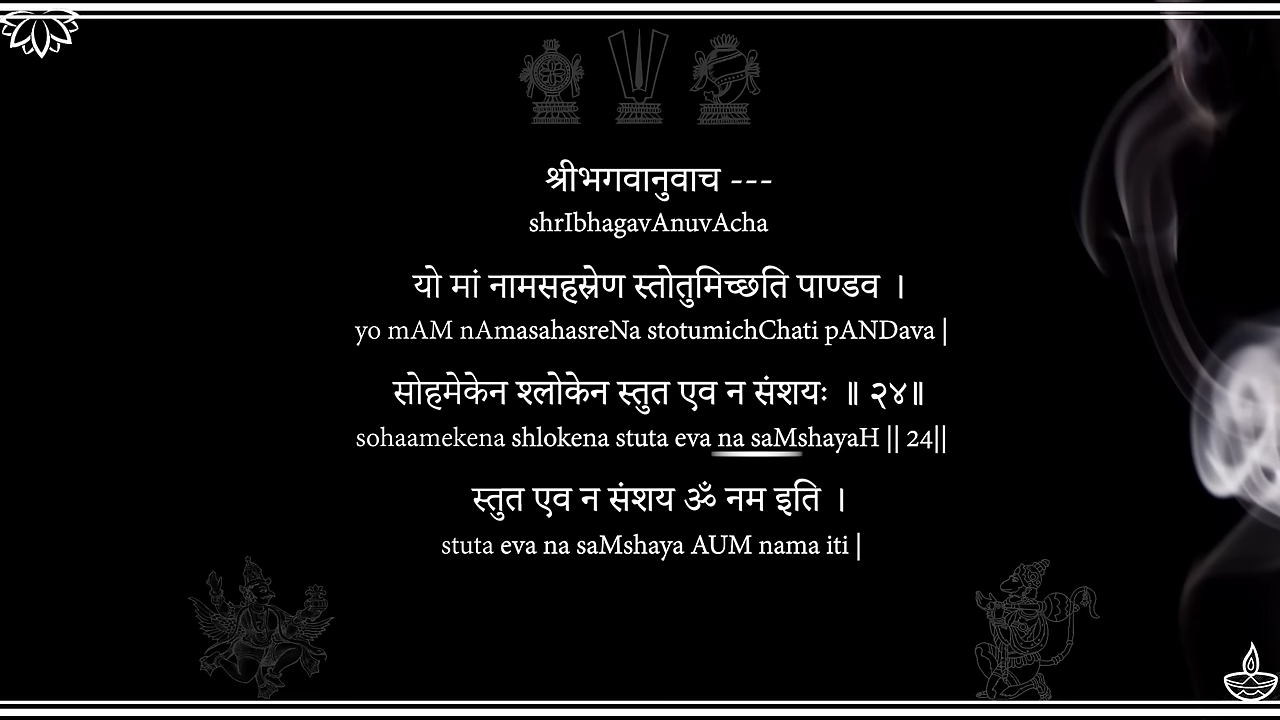 श्रीभगवानुवाच ---
shrIbhagavAnuvAcha
यो मां नामसहस्रेण स्तोतुमिच्छति पाण्डव ।
yo mAM nAmasahasreNa stotumichChati pANDava |
सोहमेकेन श्लोकेन स्तुत एव न संशयः ॥ २४॥
sohaamekena shlokena stuta eva na saMshayaH || 24||
स्तुत एव न संशय ॐ नम इति ।
stuta eva na saMshaya AUM nama iti |